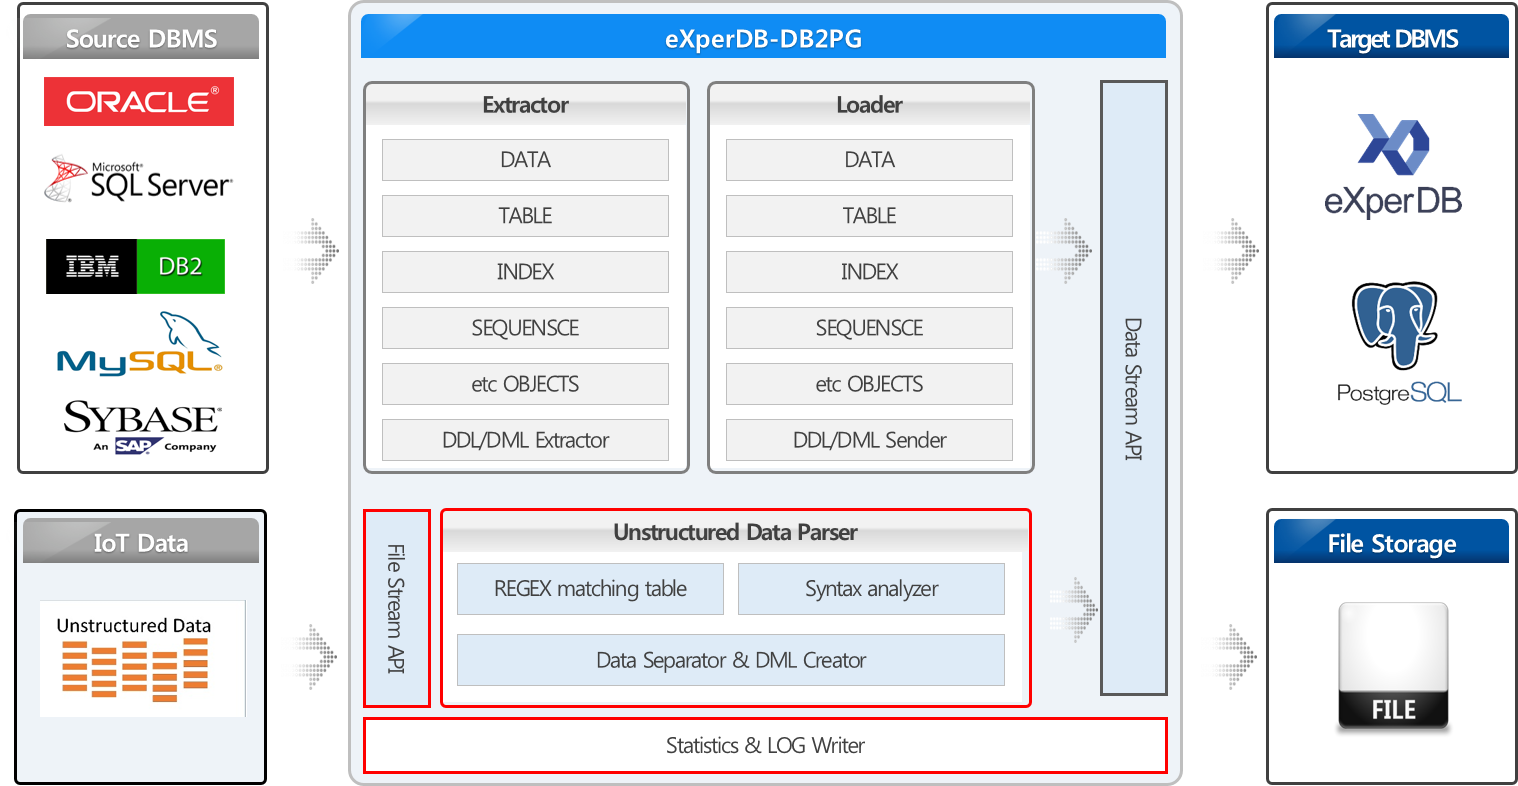 Source DBMS
ORACLE®
Microsoft®
SQL Server®
IBM DB2
MySQL®
SYBASE®
An SAP Company
IoT Data
Unstructured Data
eXperDB-DB2PG
Extractor
DATA
TABLE
INDEX
SEQUENSCE
etc OBJECTS
DDL/DML Extractor
Loader
DATA
TABLE
INDEX
SEQUENSCE
etc OBJECTS
DDL/DML Sender
Data Stream API
File Stream API
Unstructured Data Parser
REGEX matching table
Syntax analyzer
Data Separator & DML Creator
Statistics & LOG Writer
Target DBMS
eXperDB
PostgreSQL
File Storage
FILE